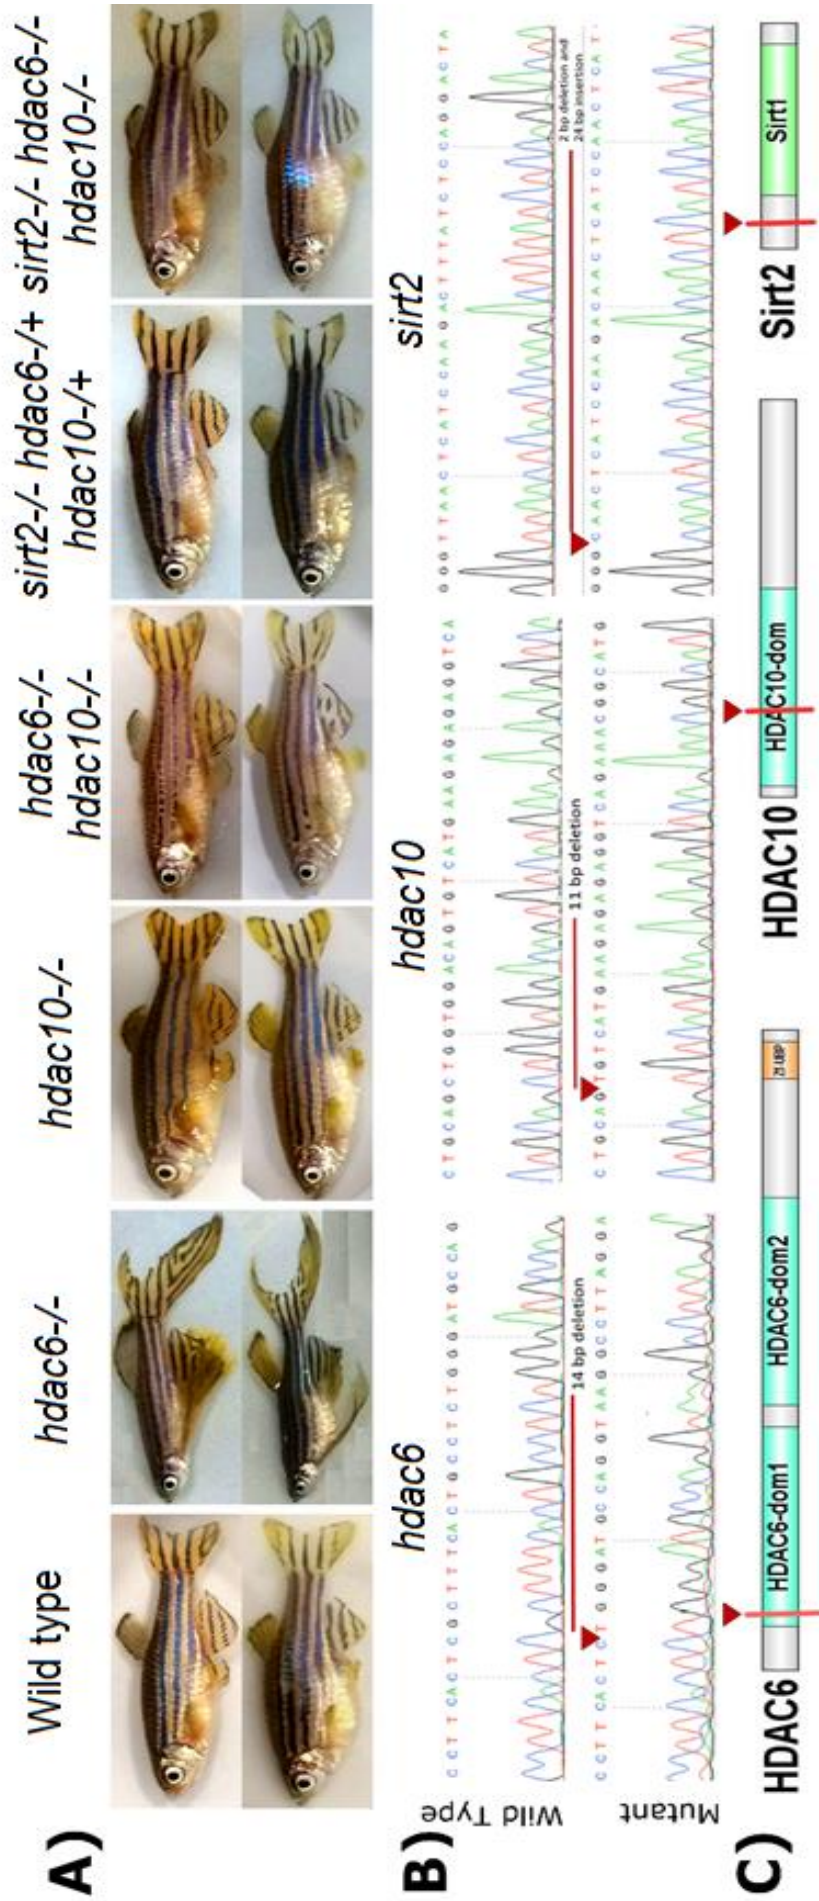 A)
Wild type
hdac6-/-
hdac10-/-
hdac6-/-
hdac10-/-
sirt2-/- hdac6-/+
hdac10-/+
sirt2-/- hdac6-/-
hdac10-/-
B)
hdac6
hdac10
sirt2
Wild Type
C C T T C A C T C G C T T T C A C T G C C T C T G G G A T G C C A G
C T G C A G C T G G T G G A C A G T G T C A T G A A G A G A G A G G T C A
G G G T T A A C T C A T C C A A G A C T T T A T C T C C A G G A C T A
14 bp deletion
11 bp deletion
2 bp deletion and
24 bp insertion
Mutant
C C T T C A C T C T G G G A T G C C A G G T A A G G C C T T A G G A
C T G C A G T G T C A T G A A G A G A G A G G T C A G A A A C G G C A T G
G G G C A A C T C A T C C A A G A C A A C T C A T C C A A C T C A T
C)
HDAC6
HDAC6-dom1
HDAC6-dom2
Zf-UBP
HDAC10
HDAC10-dom
Sirt2
Sirt1